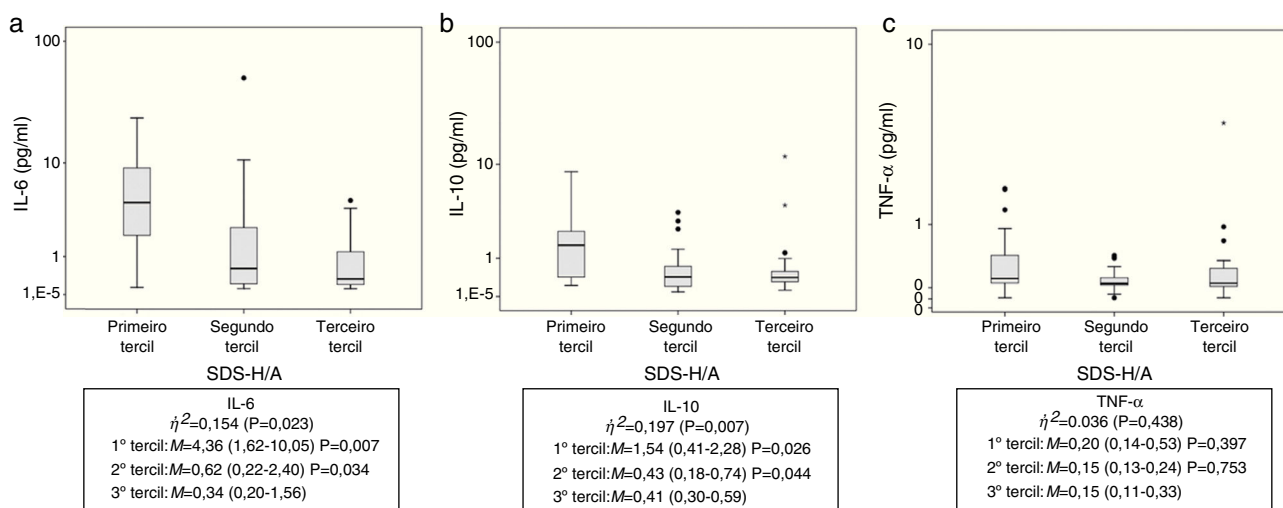 a
100
10
1
1,E-5
IL-6 (pg/ml)
Primeiro tercil
Segundo tercil
Terceiro tercil
SDS-H/A
IL-6
η̇²=0,154 (P=0,023)
1º tercil:M=4,36 (1,62-10,05) P=0,007
2º tercil:M=0,62 (0,22-2,40) P=0,034
3º tercil:M=0,34 (0,20-1,56)
b
100
10
1
1,E-5
IL-10 (pg/ml)
Primeiro tercil
Segundo tercil
Terceiro tercil
SDS-H/A
IL-10
η̇²=0,197 (P=0,007)
1º tercil:M=1,54 (0,41-2,28) P=0,026
2º tercil:M=0,43 (0,18-0,74) P=0,044
3º tercil:M=0,41 (0,30-0,59)
c
10
1
0
0
0
TNF-α (pg/ml)
Primeiro tercil
Segundo tercil
Terceiro tercil
SDS-H/A
TNF-α
η̇²=0.036 (P=0,438)
1º tercil:M=0,20 (0,14-0,53) P=0,397
2º tercil:M=0,15 (0,13-0,24) P=0,753
3º tercil:M=0,15 (0,11-0,33)